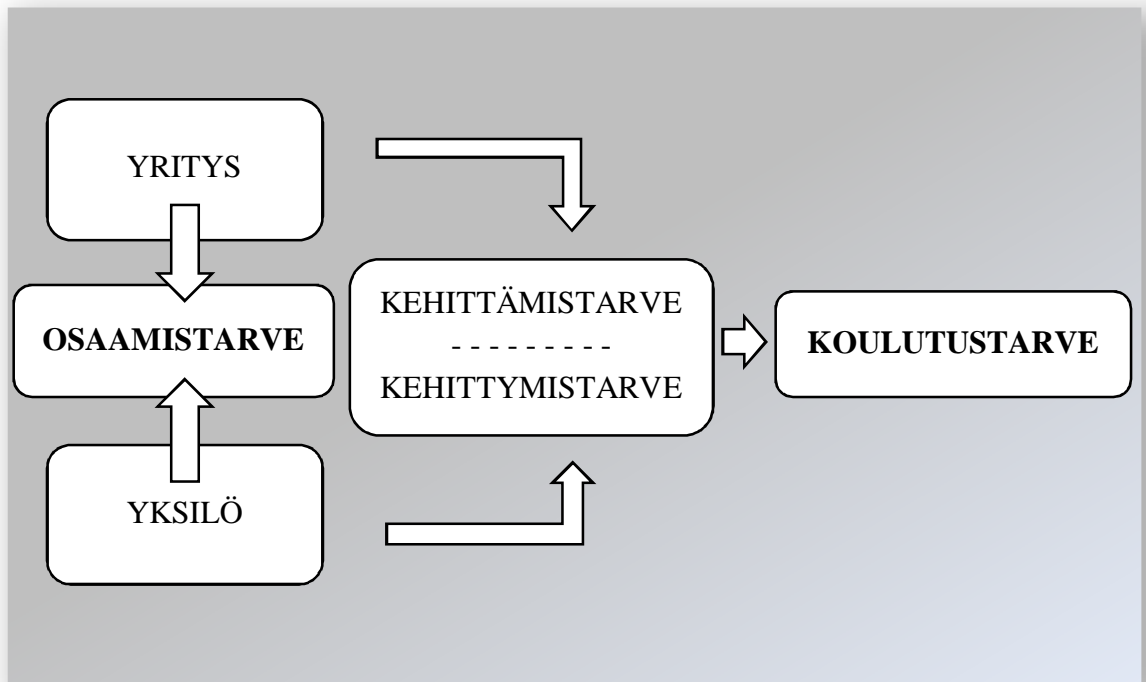 YRITYS
OSAAMISTARVE
YKSILÖ
KEHITTÄMISTARVE
- - - - - - - - -
KEHITTYMISTARVE
KOULUTUSTARVE